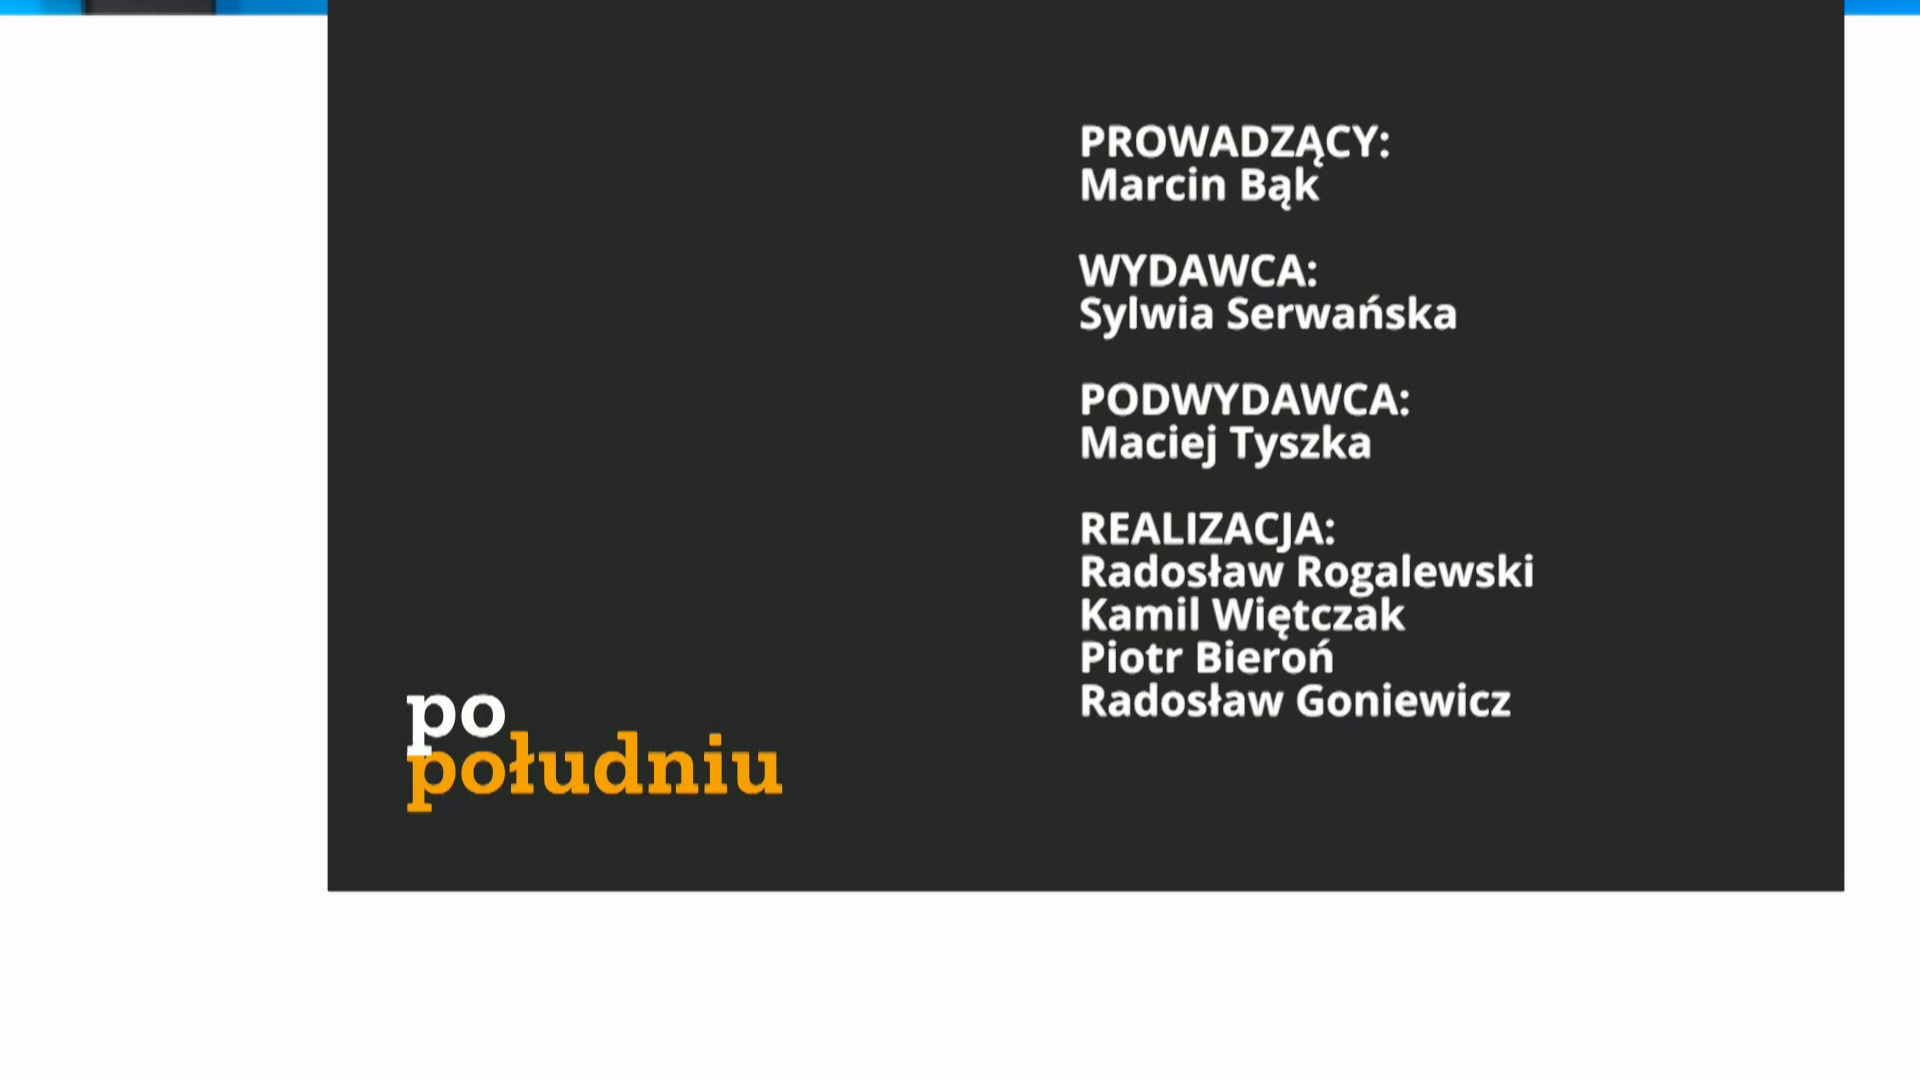 PROWADZĄCY:
Marcin Bąk
WYDAWCA:
Sylwia Serwańska
PODWYDAWCA:
Maciej Tyszka
REALIZACJA:
Radosław Rogalewski
Kamil Więtczak
Piotr Bieroń
Radosław Goniewicz
po
południu